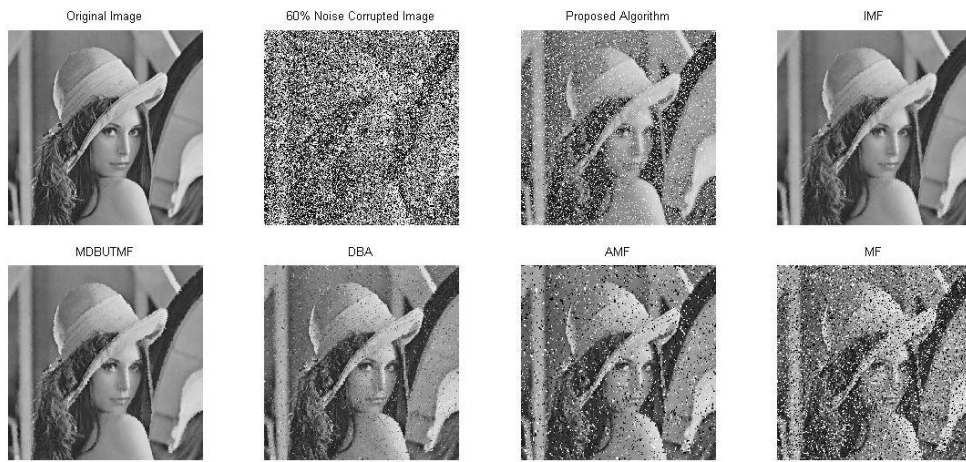 Original Image
60% Noise Corrupted Image
Proposed Algorithm
IMF
MDBUTMF
DBA
AMF
MF